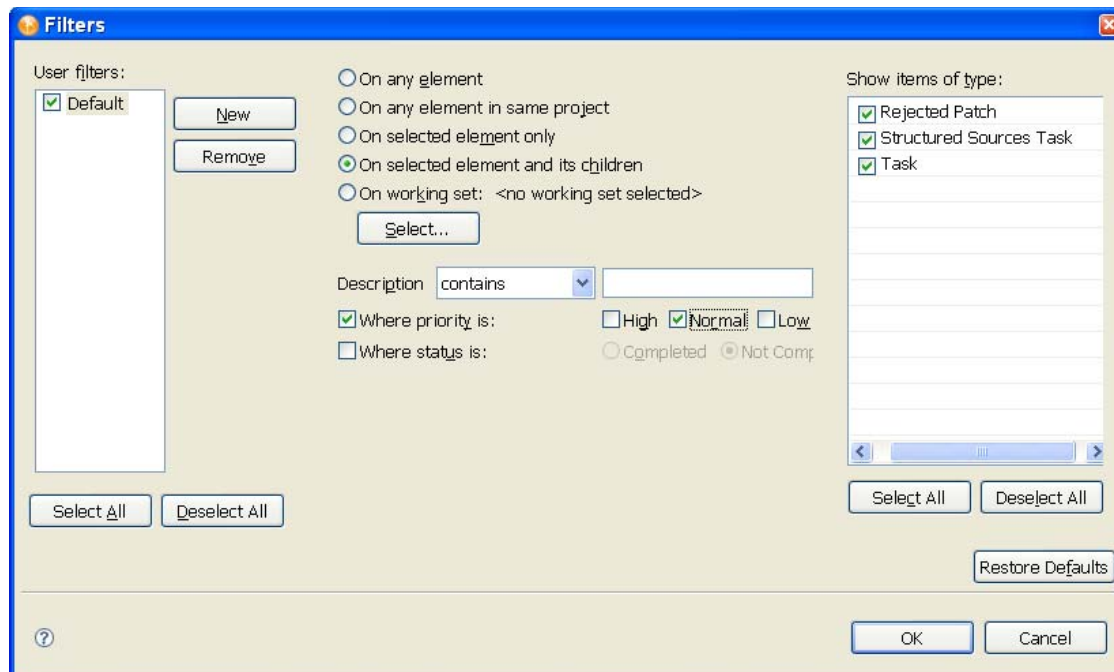 Filters
User filters:
Default
New
Remove
On any element
On any element in same project
On selected element only
On selected element and its children
On working set: <no working set selected>
Select...
Description contains
Where priority is: High Normal Low
Where status is: Completed Not Comp
Show items of type:
Rejected Patch
Structured Sources Task
Task
Select All Deselect All
Select All Deselect All
Restore Defaults
?
OK Cancel